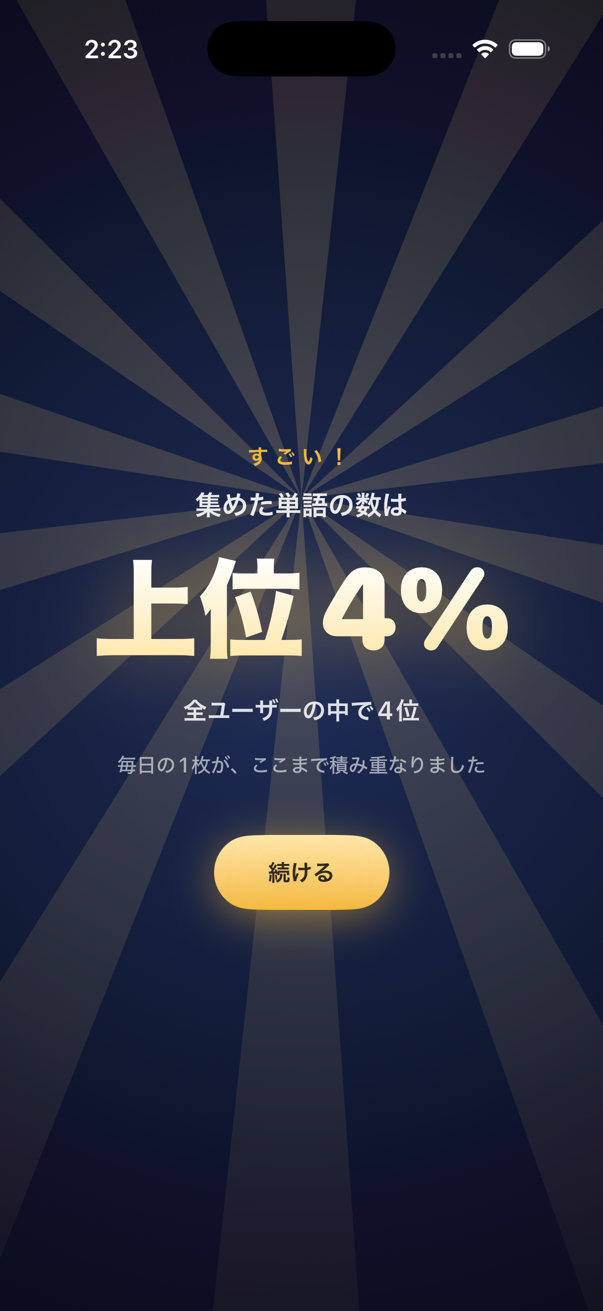 2:23
すごい！
集めた単語の数は
上位4%
全ユーザーの中で4位
毎日の1枚が、ここまで積み重なりました
続ける